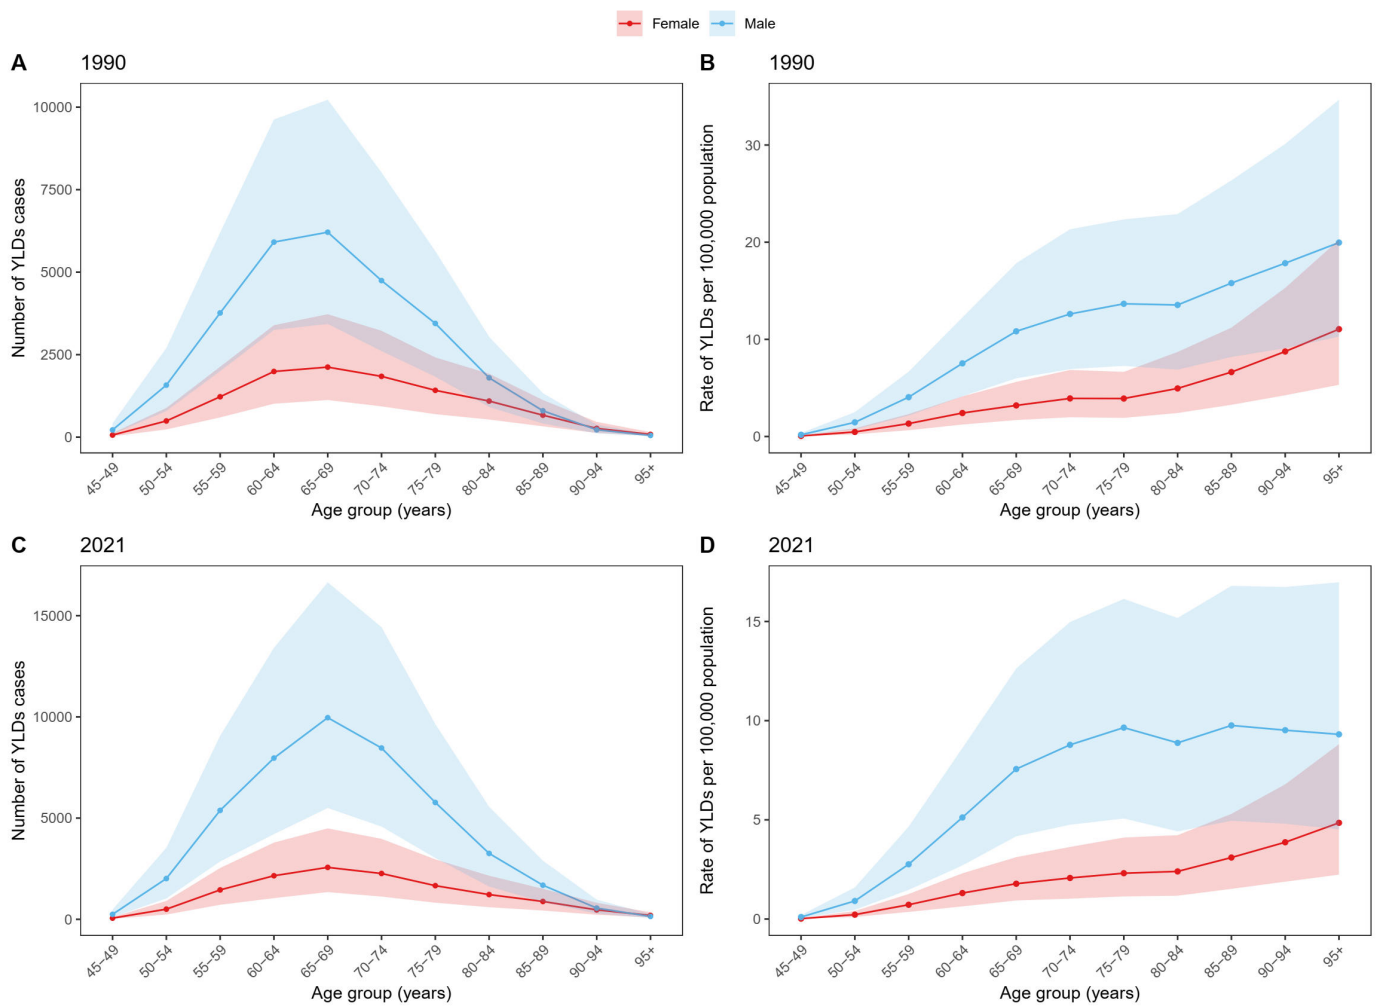 Female Male
A 1990
Number of YLDs cases
10000
7500
5000
2500
0
45−49 50−54 55−59 60−64 65−69 70−74 75−79 80−84 85−89 90−94 95+
Age group (years)
B 1990
Rate of YLDs per 100,000 population
30
20
10
0
45−49 50−54 55−59 60−64 65−69 70−74 75−79 80−84 85−89 90−94 95+
Age group (years)
C 2021
Number of YLDs cases
15000
10000
5000
0
45−49 50−54 55−59 60−64 65−69 70−74 75−79 80−84 85−89 90−94 95+
Age group (years)
D 2021
Rate of YLDs per 100,000 population
15
10
5
0
45−49 50−54 55−59 60−64 65−69 70−74 75−79 80−84 85−89 90−94 95+
Age group (years)